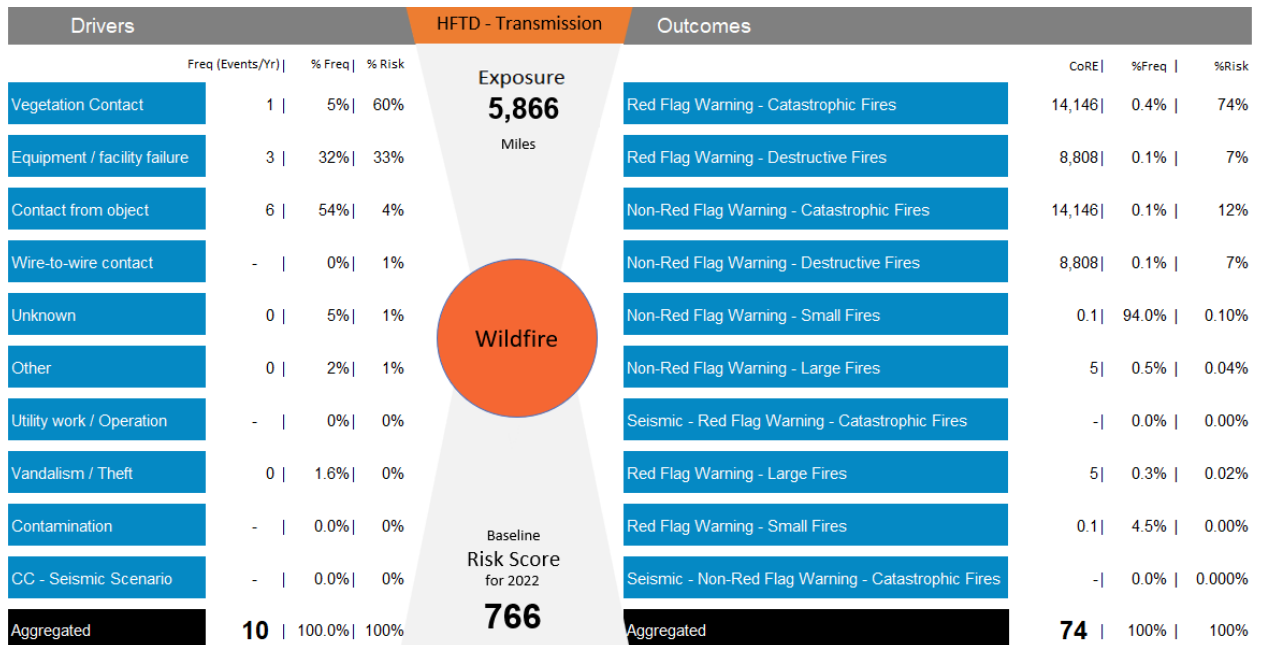 Drivers
HFTD - Transmission
Outcomes
Freq (Events/Yr)| % Freq| % Risk
Exposure
5,866
Miles
CoRE| %Freq | %Risk
Vegetation Contact 1 | 5%| 60%
Red Flag Warning - Catastrophic Fires 14,146| 0.4% | 74%
Equipment / facility failure 3 | 32%| 33%
Red Flag Warning - Destructive Fires 8,808| 0.1% | 7%
Contact from object 6 | 54%| 4%
Non-Red Flag Warning - Catastrophic Fires 14,146| 0.1% | 12%
Wire-to-wire contact - | 0%| 1%
Non-Red Flag Warning - Destructive Fires 8,808| 0.1% | 7%
Unknown 0 | 5%| 1%
Wildfire
Non-Red Flag Warning - Small Fires 0.1| 94.0% | 0.10%
Other 0 | 2%| 1%
Non-Red Flag Warning - Large Fires 5| 0.5% | 0.04%
Utility work / Operation - | 0%| 0%
Seismic - Red Flag Warning - Catastrophic Fires -| 0.0% | 0.00%
Vandalism / Theft 0 | 1.6%| 0%
Red Flag Warning - Large Fires 5| 0.3% | 0.02%
Contamination - | 0.0%| 0%
Red Flag Warning - Small Fires 0.1| 4.5% | 0.00%
CC - Seismic Scenario - | 0.0%| 0%
Baseline
Risk Score
for 2022
766
Seismic - Non-Red Flag Warning - Catastrophic Fires -| 0.0% | 0.000%
Aggregated 10 | 100.0%| 100%
Aggregated 74 | 100% | 100%